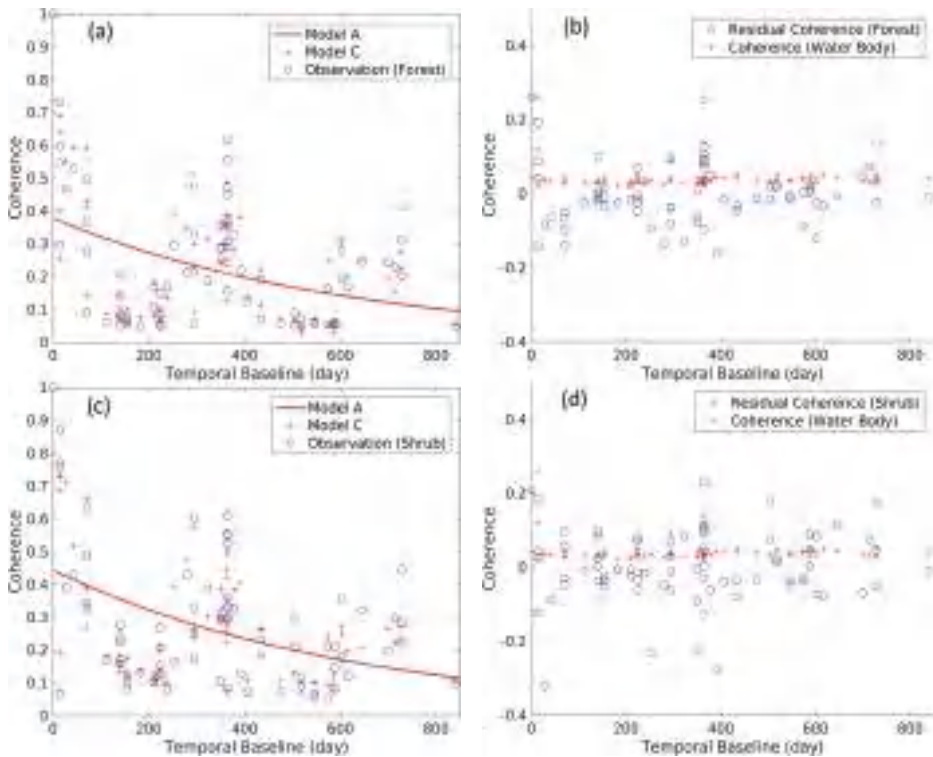 (a)
Model A
Model C
Observation (Forest)
1
0.9
0.8
0.7
0.6
0.5
0.4
0.3
0.2
0.1
0
Coherence
0 200 400 600 800
Temporal Baseline (day)
(b)
Residual Coherence (Forest)
Coherence (Water Body)
0.4
0.2
0
-0.2
-0.4
Coherence
0 200 400 600 800
Temporal Baseline (day)
(c)
Model A
Model C
Observation (Shrub)
1
0.9
0.8
0.7
0.6
0.5
0.4
0.3
0.2
0.1
0
Coherence
0 200 400 600 800
Temporal Baseline (day)
(d)
Residual Coherence (Shrub)
Coherence (Water Body)
0.4
0.2
0
-0.2
-0.4
Coherence
0 200 400 600 800
Temporal Baseline (day)